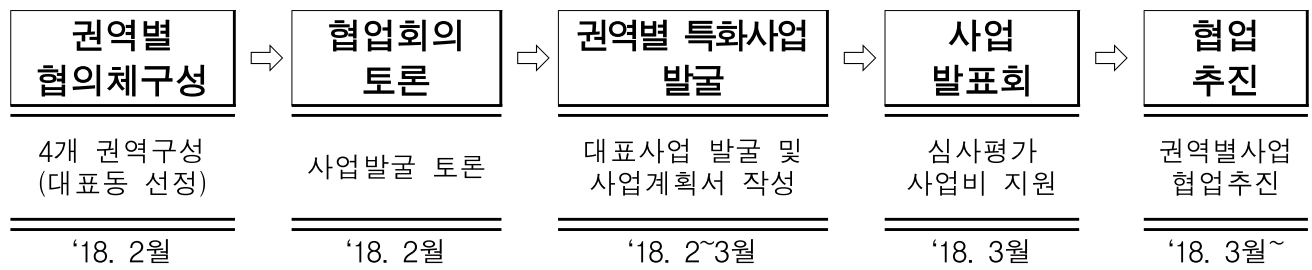 권역별
협의체구성
⇨
협업회의
토론
⇨
권역별 특화사업
발굴
⇨
사업
발표회
⇨
협업
추진
4개 권역구성
(대표동 선정)
사업발굴 토론
대표사업 발굴 및
사업계획서 작성
심사평가
사업비 지원
권역별사업
협업추진
‘18. 2월
‘18. 2월
‘18. 2~3월
‘18. 3월
‘18. 3월~